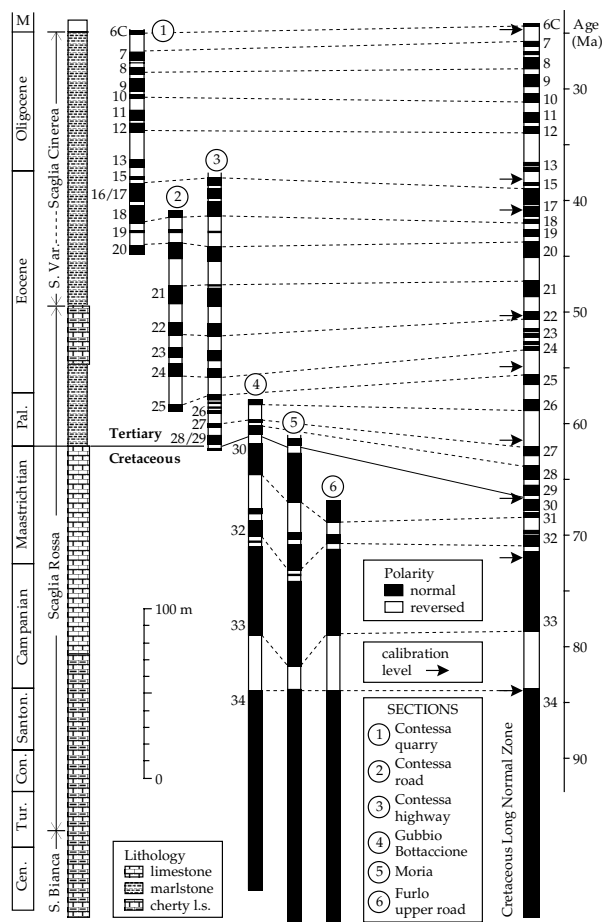 M
Oligocene
Eocene
Pal.
Maastrichtian
Campanian
Santon.
Con.
Tur.
Cen.
Scaglia Cinerea
S. Var.
Scaglia Rossa
S. Bianca
6C
7
8
9
10
11
12
13
15
16/17
18
19
20
1
2
21
22
23
24
25
3
26
27
28/29
Tertiary
Cretaceous
4
30
32
33
34
5
6
100 m
0
Lithology
limestone
marlstone
cherty l.s.
Polarity
normal
reversed
calibration
level
SECTIONS
1 Contessa
quarry
2 Contessa
road
3 Contessa
highway
4 Gubbio
Bottaccione
5 Moria
6 Furlo
upper road
Cretaceous Long Normal Zone
6C
7
8
9
10
11
12
13
15
17
18
19
20
21
22
23
24
25
26
27
28
29
30
31
32
33
34
Age
(Ma)
30
40
50
60
70
80
90